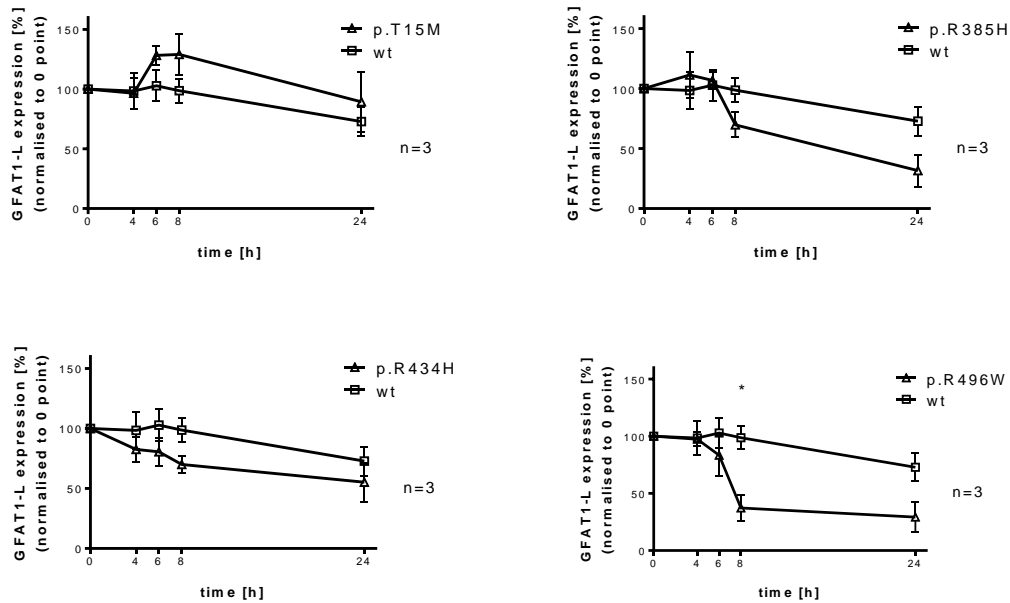 GFAT1-L expression [%]
(normalised to 0 point)
150
100
50
0
0 4 6 8 24
time [h]
p.T15M
wt
n=3
GFAT1-L expression [%]
(normalised to 0 point)
150
100
50
0
0 4 6 8 24
time [h]
p.R385H
wt
n=3
GFAT1-L expression [%]
(normalised to 0 point)
150
100
50
0
0 4 6 8 24
time [h]
p.R434H
wt
n=3
GFAT1-L expression [%]
(normalised to 0 point)
150
100
50
0
0 4 6 8 24
time [h]
*
p.R496W
wt
n=3